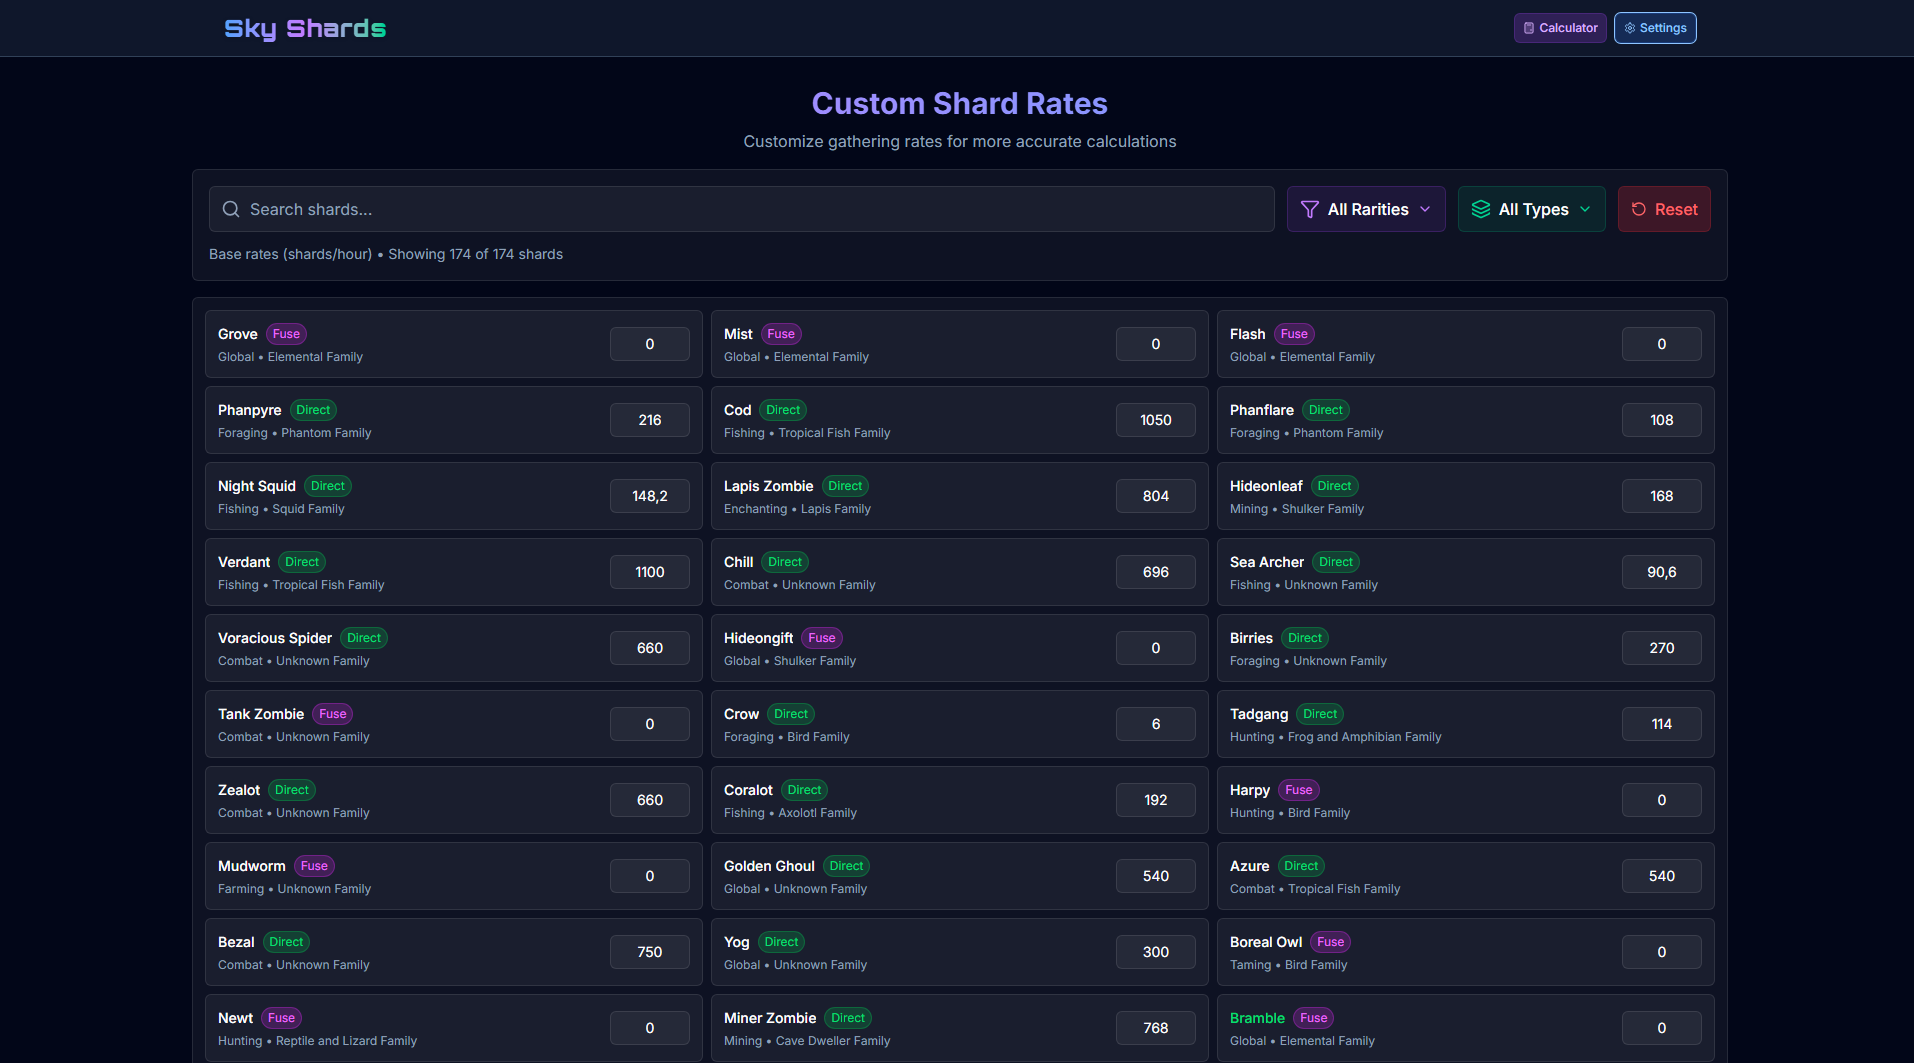 Sky Shards
Calculator
Settings
Custom Shard Rates
Customize gathering rates for more accurate calculations
Search shards...
All Rarities
All Types
Reset
Base rates (shards/hour) • Showing 174 of 174 shards
Grove Fuse
Global • Elemental Family
0
Mist Fuse
Global • Elemental Family
0
Flash Fuse
Global • Elemental Family
0
Phanpyre Direct
Foraging • Phantom Family
216
Cod Direct
Fishing • Tropical Fish Family
1050
Phanflare Direct
Foraging • Phantom Family
108
Night Squid Direct
Fishing • Squid Family
148,2
Lapis Zombie Direct
Enchanting • Lapis Family
804
Hideonleaf Direct
Mining • Shulker Family
168
Verdant Direct
Fishing • Tropical Fish Family
1100
Chill Direct
Combat • Unknown Family
696
Sea Archer Direct
Fishing • Unknown Family
90,6
Voracious Spider Direct
Combat • Unknown Family
660
Hideongift Fuse
Global • Shulker Family
0
Birries Direct
Foraging • Unknown Family
270
Tank Zombie Fuse
Combat • Unknown Family
0
Crow Direct
Foraging • Bird Family
6
Tadgang Direct
Hunting • Frog and Amphibian Family
114
Zealot Direct
Combat • Unknown Family
660
Coralot Direct
Fishing • Axolotl Family
192
Harpy Fuse
Hunting • Bird Family
0
Mudworm Fuse
Farming • Unknown Family
0
Golden Ghoul Direct
Global • Unknown Family
540
Azure Direct
Combat • Tropical Fish Family
540
Bezal Direct
Combat • Unknown Family
750
Yog Direct
Global • Unknown Family
300
Boreal Owl Fuse
Taming • Bird Family
0
Newt Fuse
Hunting • Reptile and Lizard Family
0
Miner Zombie Direct
Mining • Cave Dweller Family
768
Bramble Fuse
Global • Elemental Family
0